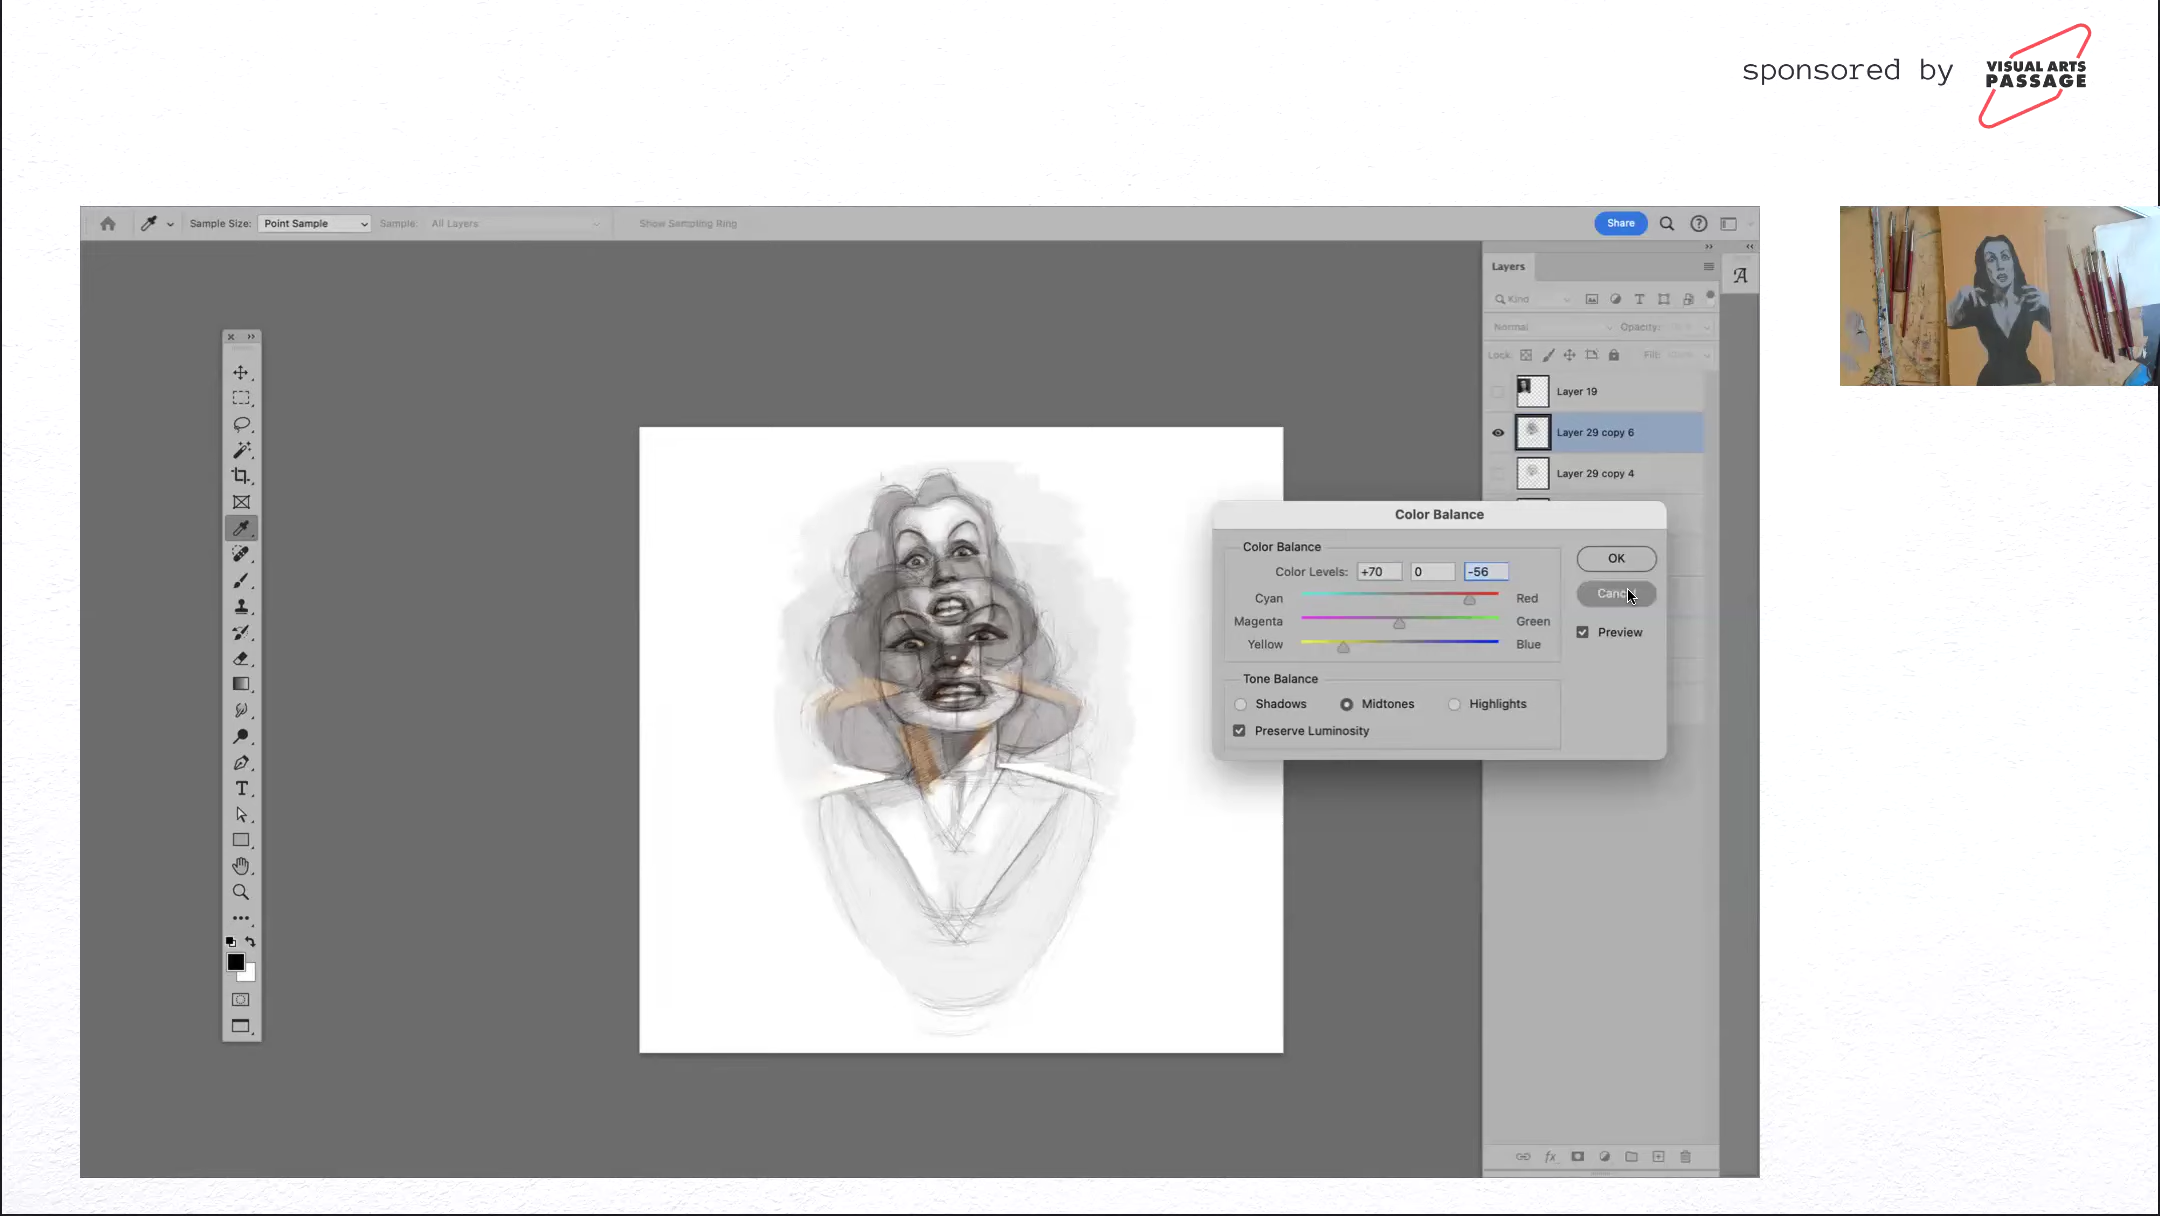 sponsored by
VISUAL ARTS
PASSAGE
Sample Size: Point Sample Sample: All Layers Show Sampling Ring Share
Layers
Kind
Normal Opacity:
Lock: Fill:
Layer 19
Layer 29 copy 6
Layer 29 copy 4
Color Balance
Color Balance
Color Levels: +70 0 -56
Cyan Red
Magenta Green
Yellow Blue
OK
Preview
Tone Balance
Shadows Midtones Highlights
Preserve Luminosity